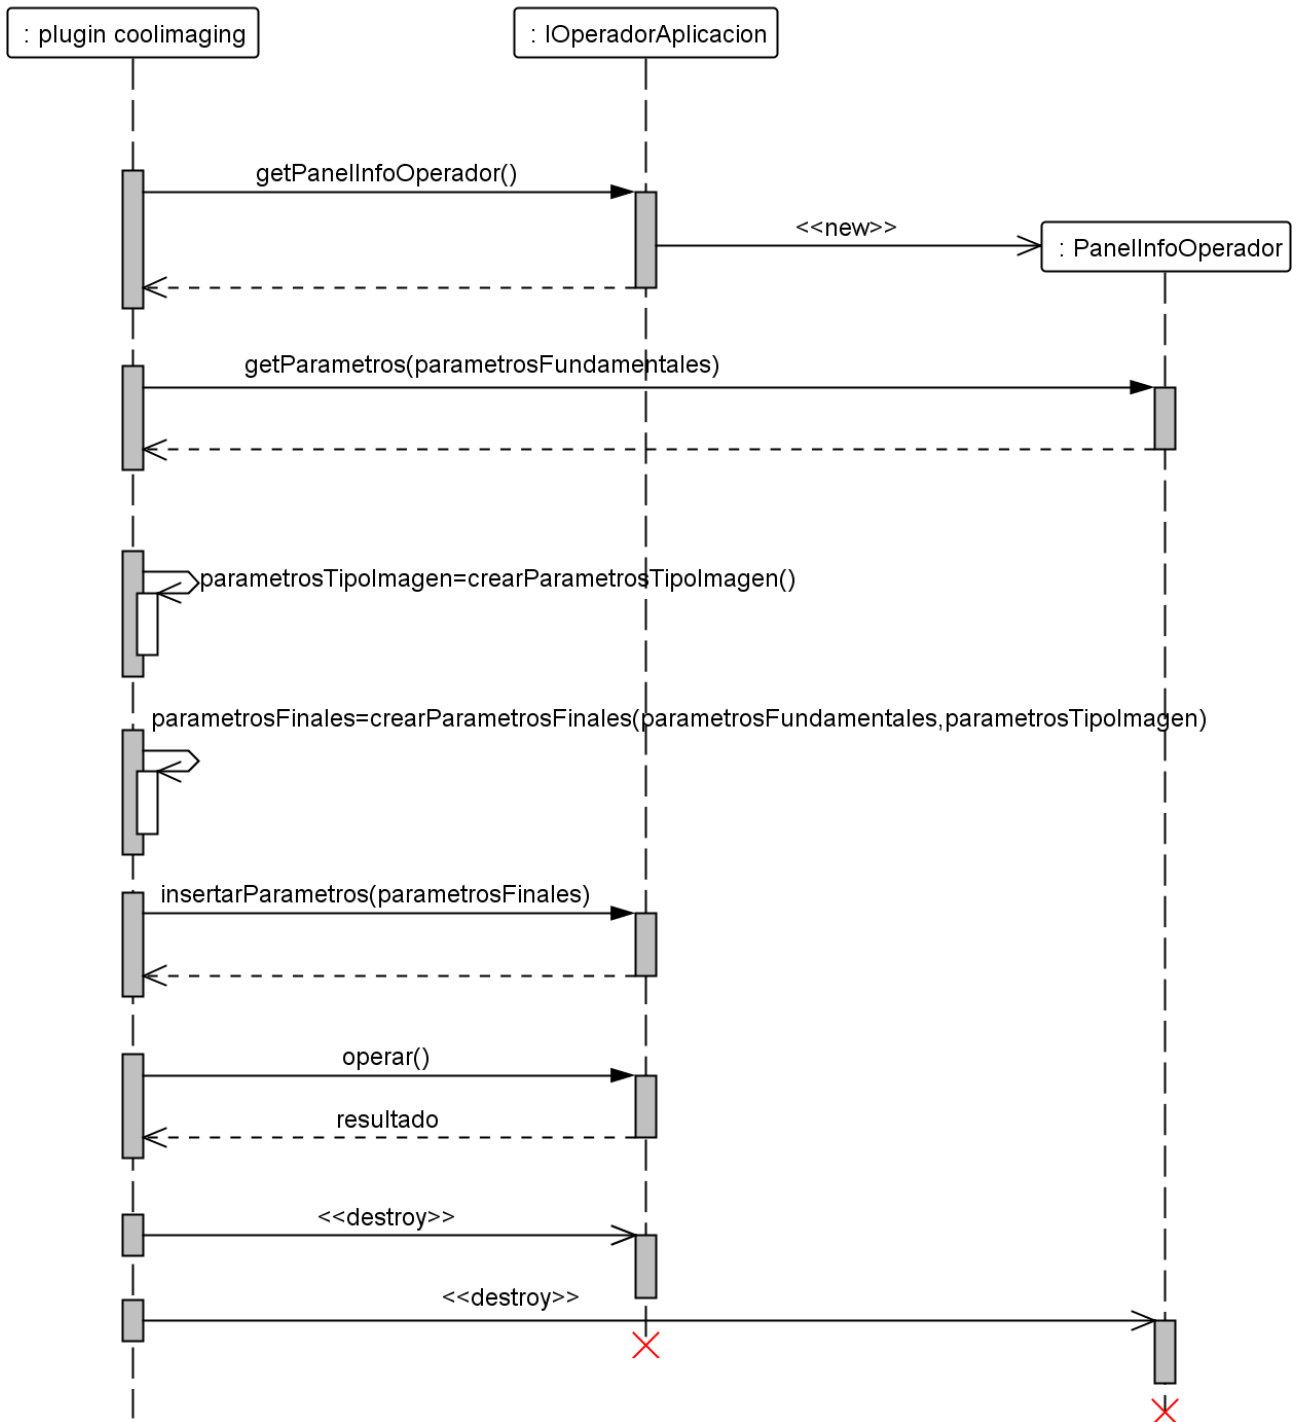 : plugin coolimaging
: IOperadorAplicacion
getPanelInfoOperador()
<<new>>
: PanelInfoOperador
getParametros(parametrosFundamentales)
parametrosTipoImagen=crearParametrosTipoImagen()
parametrosFinales=crearParametrosFinales(parametrosFundamentales,parametrosTipoImagen)
insertarParametros(parametrosFinales)
operar()
resultado
<<destroy>>
<<destroy>>